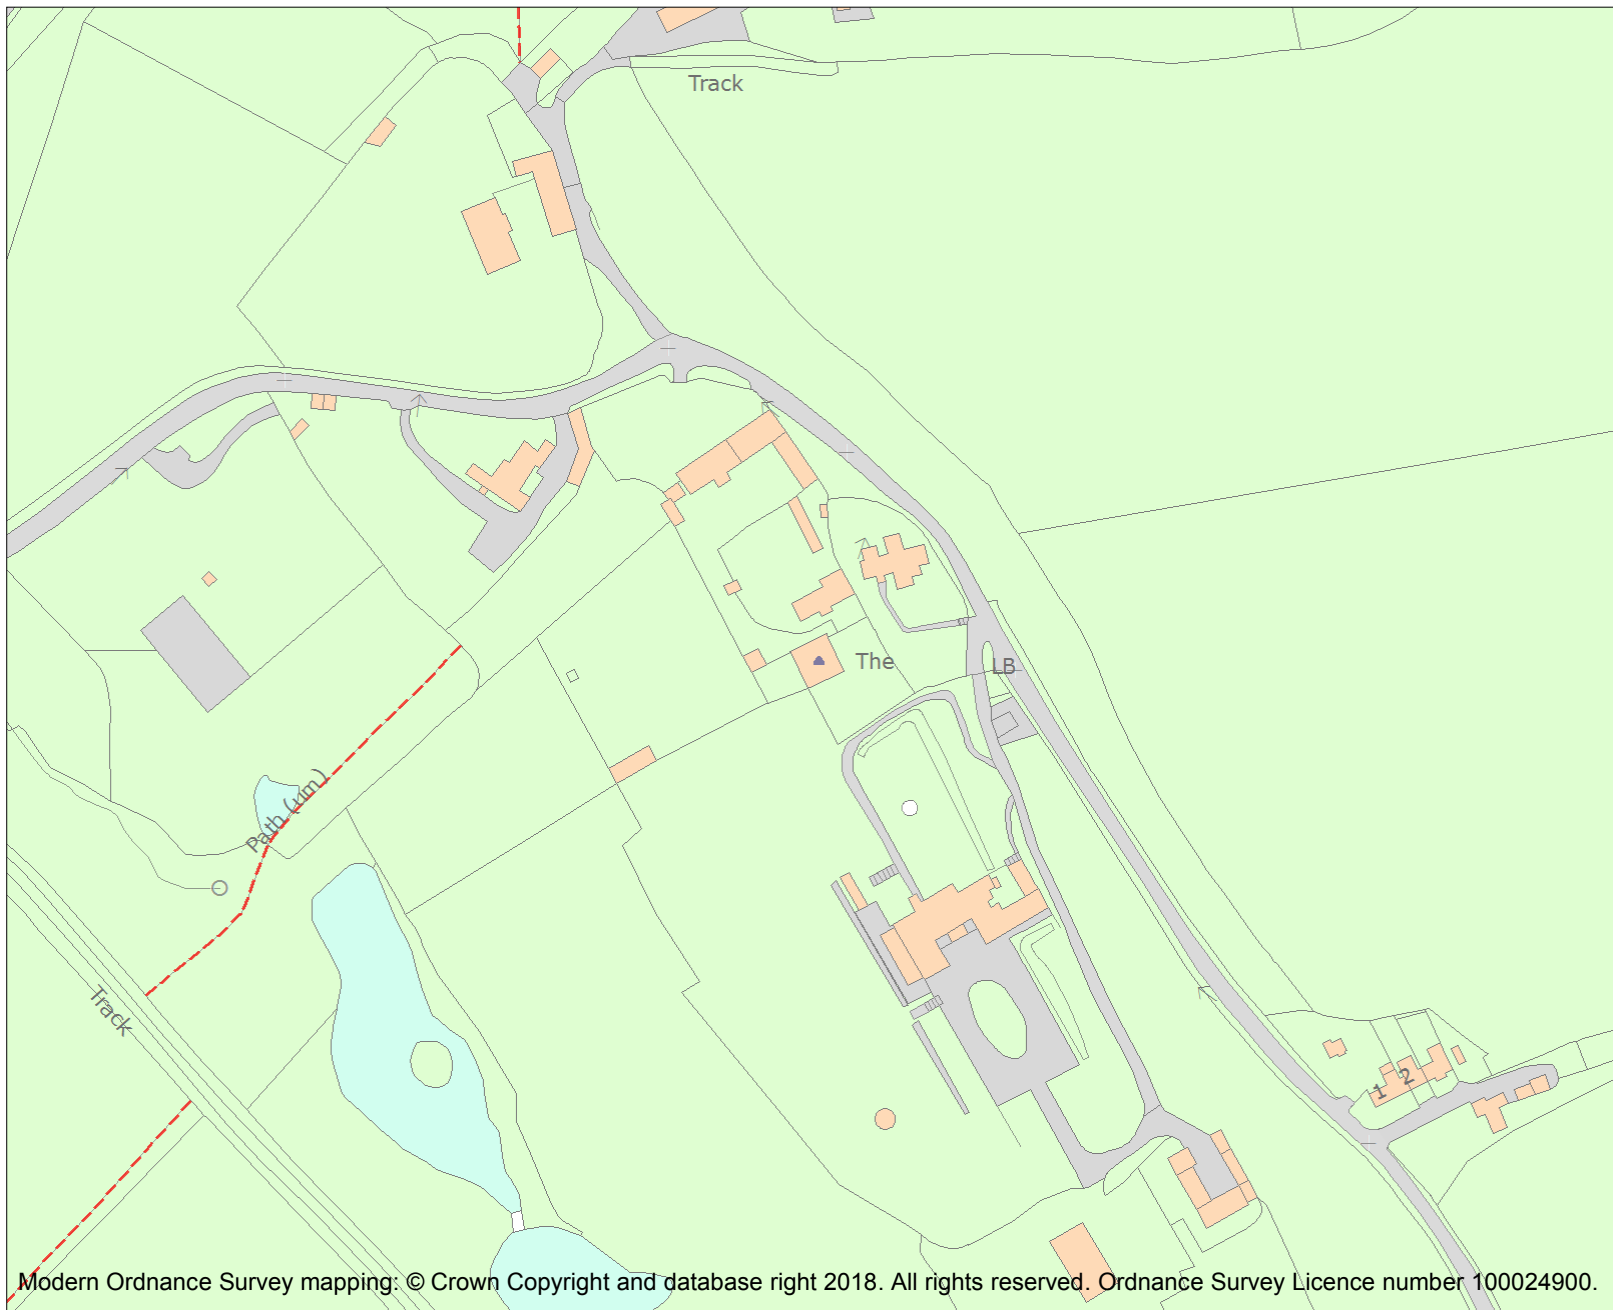 Track
The
LB
Path (um)
Track
1
2
Modern Ordnance Survey mapping: © Crown Copyright and database right 2018. All rights reserved. Ordnance Survey Licence number 100024900.